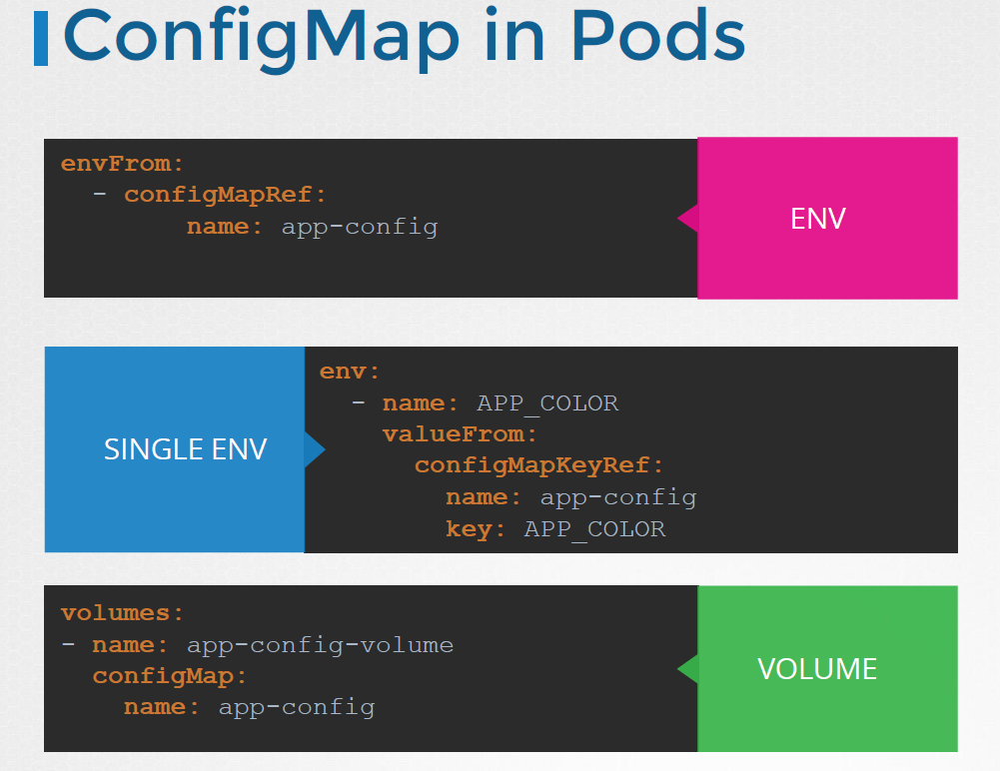 ConfigMap in Pods
envFrom:
  - configMapRef:
        name: app-config
ENV
SINGLE ENV
env:
  - name: APP_COLOR
    valueFrom:
      configMapKeyRef:
        name: app-config
        key: APP_COLOR
volumes:
- name: app-config-volume
  configMap:
    name: app-config
VOLUME